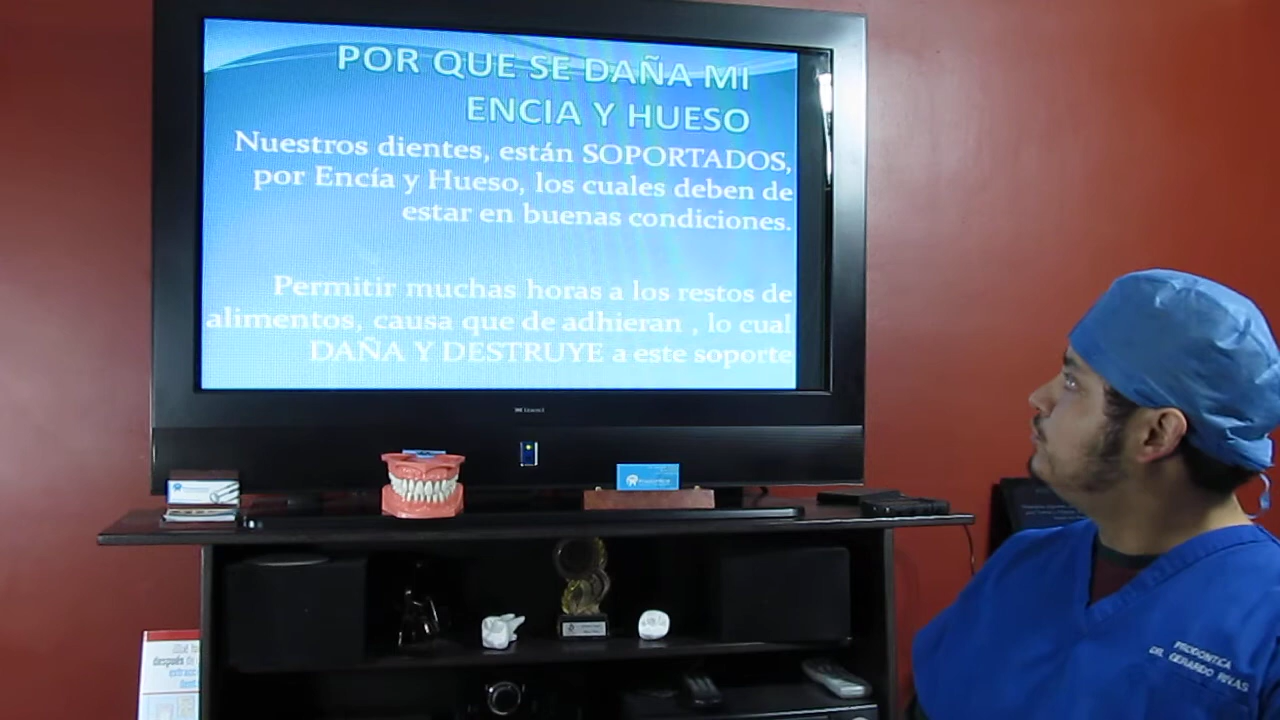 POR QUE SE DAÑA MI
ENCIA Y HUESO
Nuestros dientes, están SOPORTADOS,
por Encía y Hueso, los cuales deben de
estar en buenas condiciones.
Permitir muchas horas a los restos de
alimentos, causa que de adhieran , lo cual
DAÑA Y DESTRUYE a este soporte
PRODONTICA
DR. GERARDO RIVAS
después de